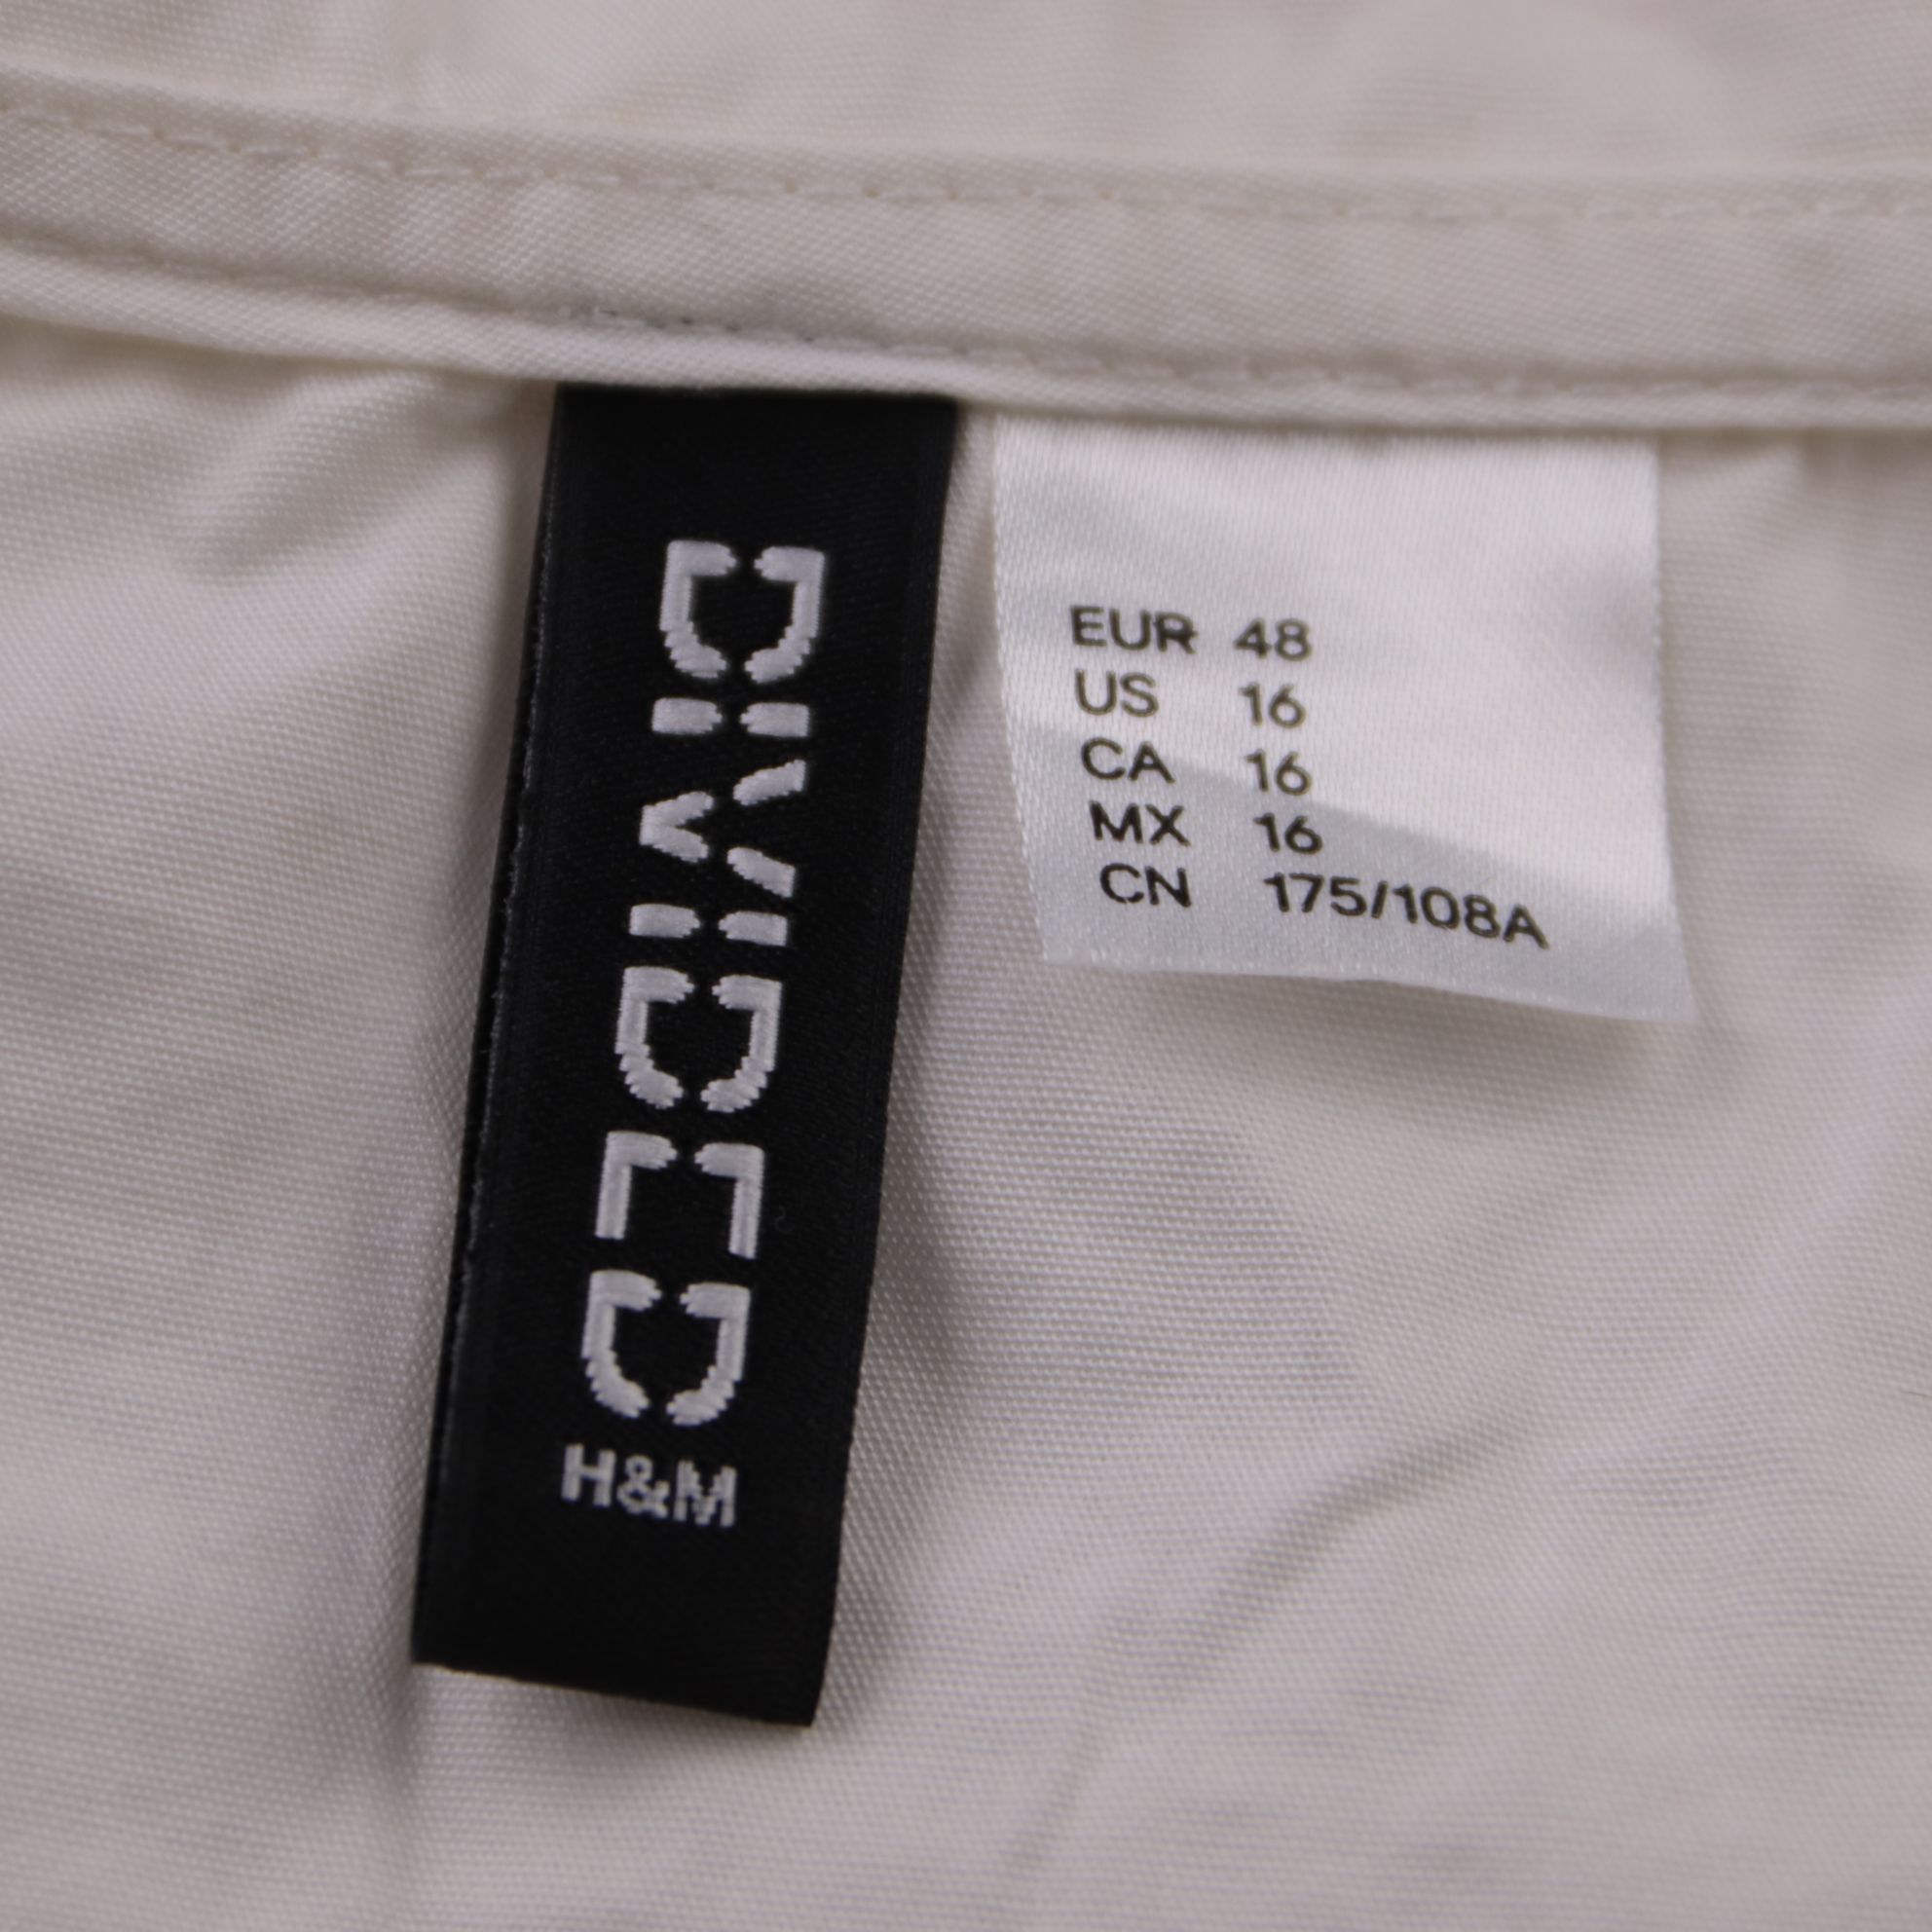 DIVIDED
H&M
EUR 48
US 16
CA 16
MX 16
CN 175/108A